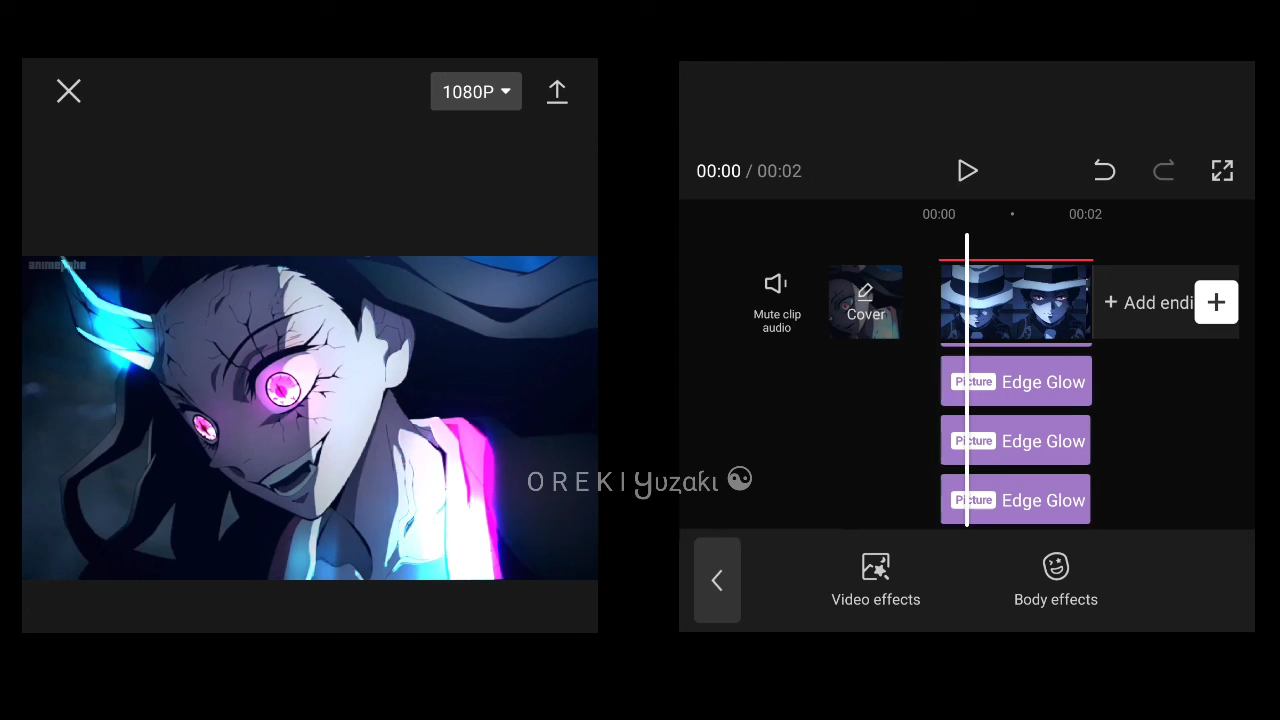 1080P
animepahe
00:00 / 00:02
00:00
00:02
Mute clip
audio
Cover
+ Add endi
+
Picture Edge Glow
Picture Edge Glow
Picture Edge Glow
OREKI Yuzaki
Video effects
Body effects